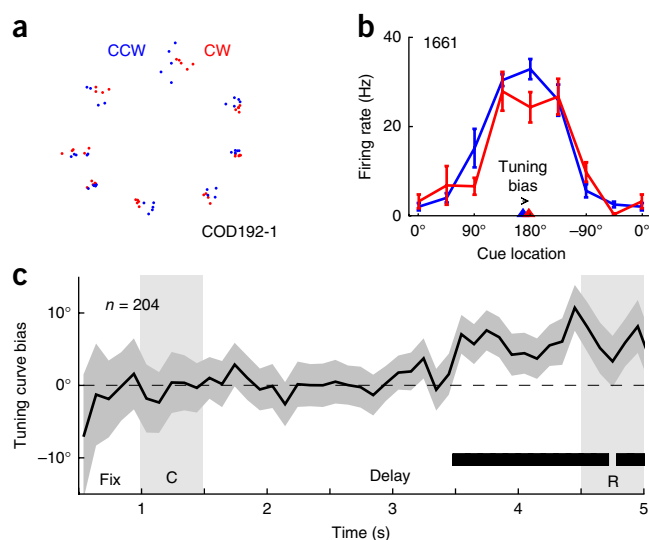 a
CCW
CW
COD192-1
b
1661
40
20
0
Firing rate (Hz)
Tuning
bias
0°
90°
180°
–90°
0°
Cue location
c
n = 204
10°
0°
–10°
Tuning curve bias
Fix
C
Delay
R
1
2
3
4
5
Time (s)